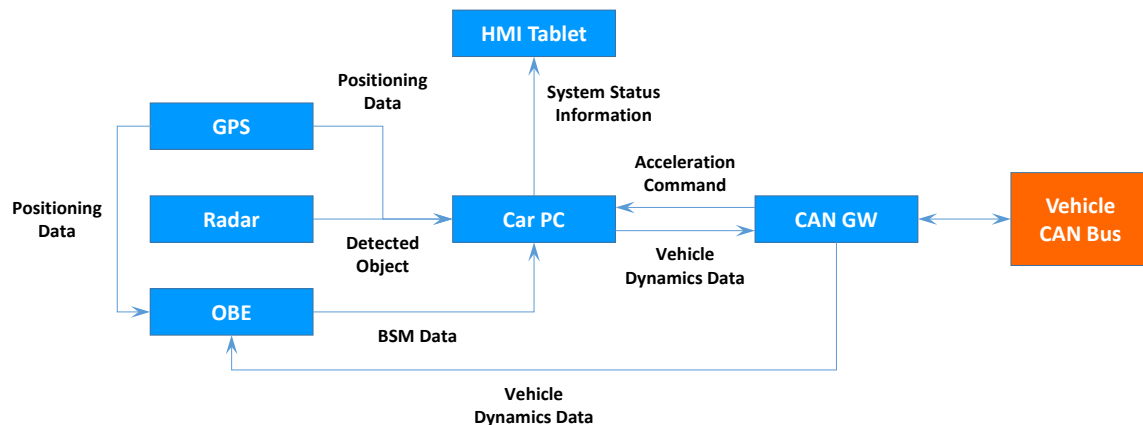 HMI Tablet
Positioning
Data
System Status
Information
GPS
Acceleration
Command
Positioning
Data
Radar
Car PC
CAN GW
Vehicle
CAN Bus
Detected
Object
Vehicle
Dynamics Data
OBE
BSM Data
Vehicle
Dynamics Data